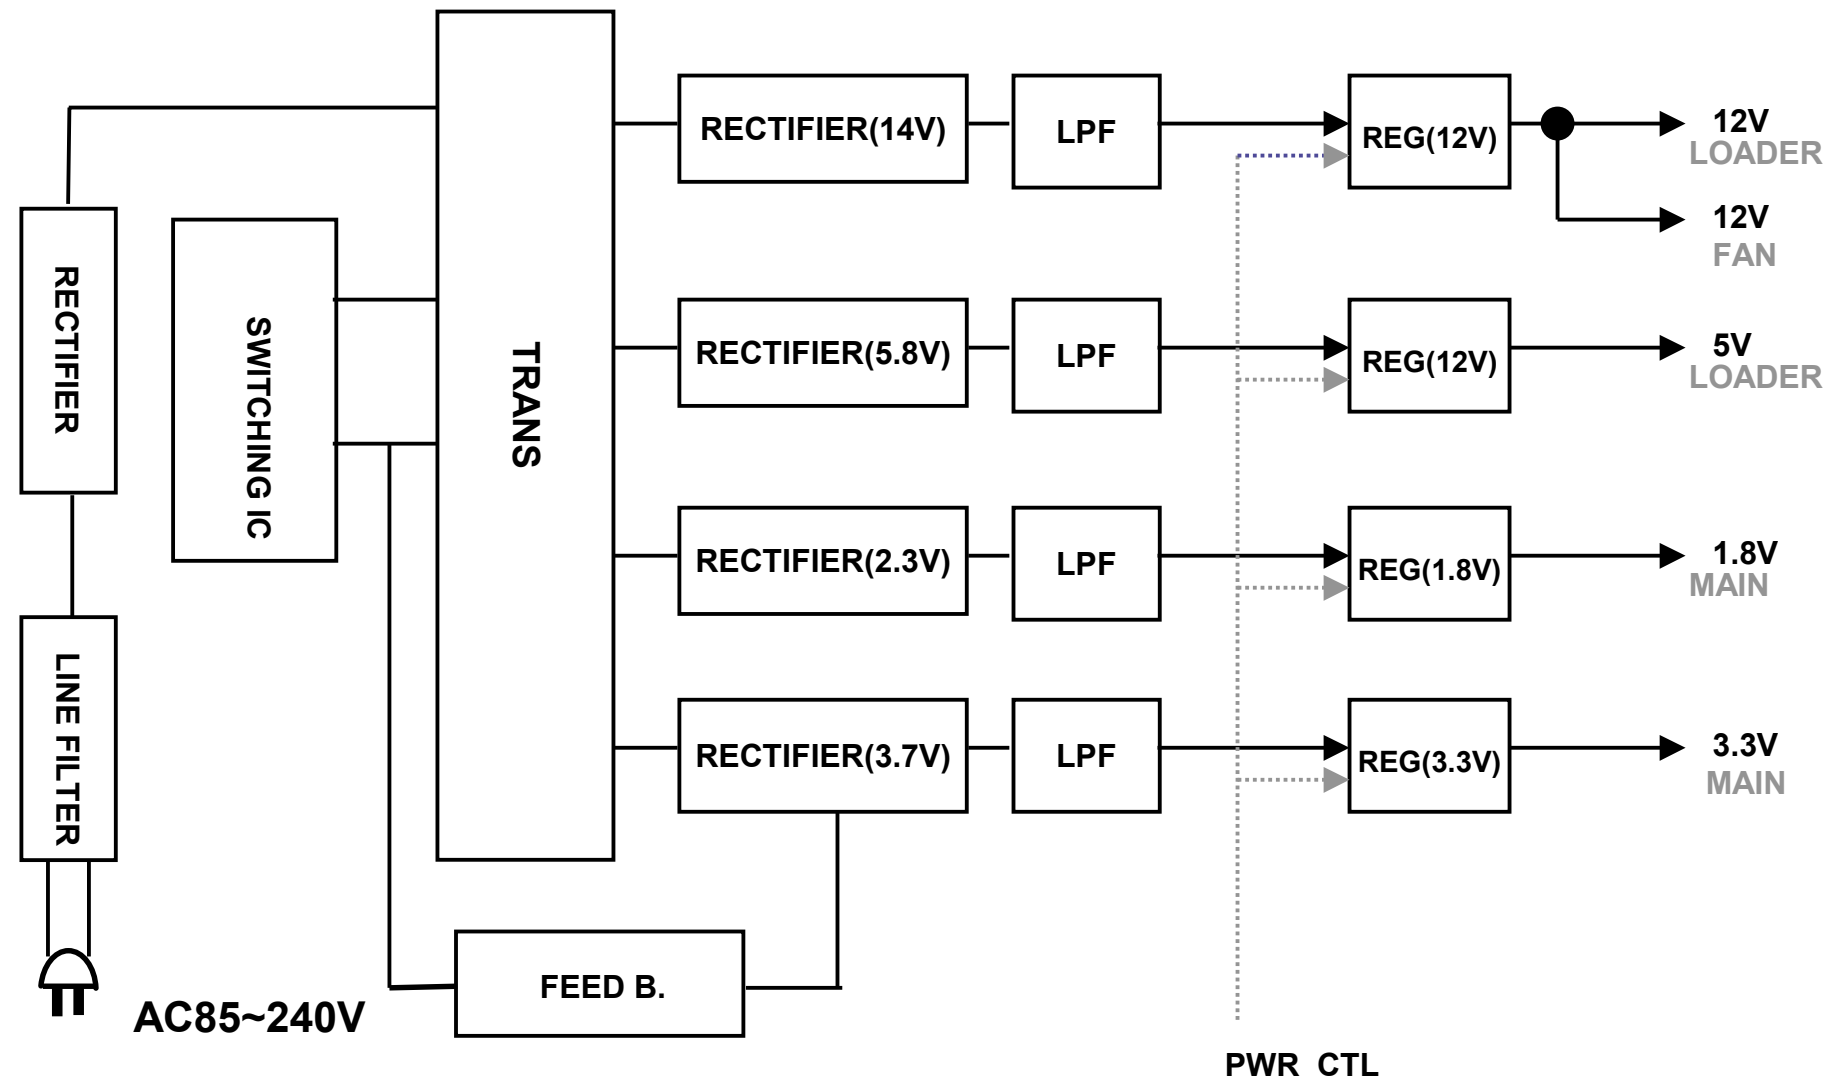 RECTIFIER(14V)
LPF
REG(12V)
12V
LOADER
12V
FAN
RECTIFIER
SWITCHING IC
TRANS
RECTIFIER(5.8V)
LPF
REG(12V)
5V
LOADER
RECTIFIER(2.3V)
LPF
REG(1.8V)
1.8V
MAIN
LINE FILTER
RECTIFIER(3.7V)
LPF
REG(3.3V)
3.3V
MAIN
FEED B.
AC85~240V
PWR CTL